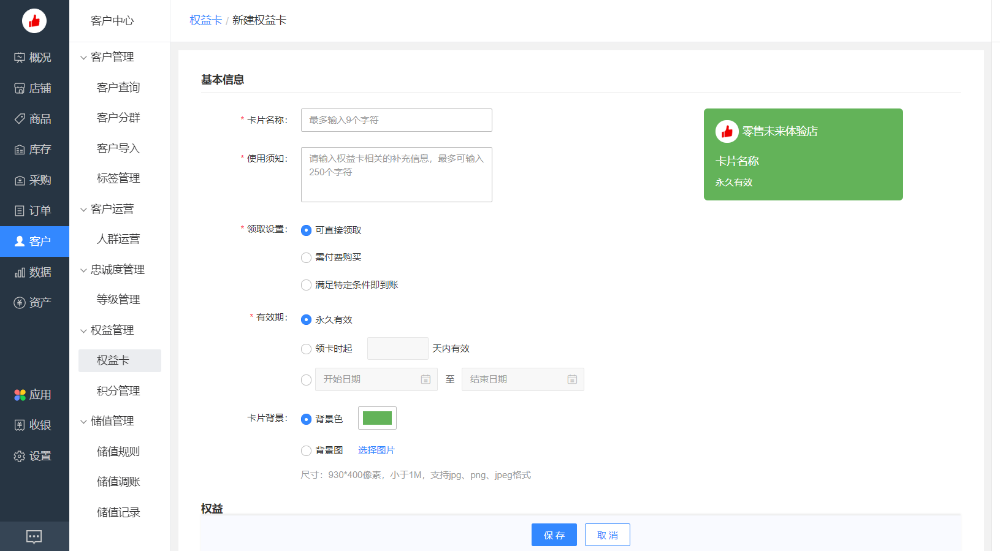 概况
店铺
商品
库存
采购
订单
客户
数据
资产
应用
收银
设置
客户中心
客户管理
客户查询
客户分群
客户导入
标签管理
客户运营
人群运营
忠诚度管理
等级管理
权益管理
权益卡
积分管理
储值管理
储值规则
储值调账
储值记录
权益卡 / 新建权益卡
基本信息
* 卡片名称： 最多输入9个字符
* 使用须知： 请输入权益卡相关的补充信息，最多可输入
250个字符
* 领取设置： 可直接领取
需付费购买
满足特定条件即到账
* 有效期： 永久有效
领卡时起 天内有效
开始日期 至 结束日期
卡片背景： 背景色
背景图 选择图片
尺寸：930*400像素，小于1M，支持jpg、png、jpeg格式
零售未来体验店
卡片名称
永久有效
权益
保存 取消